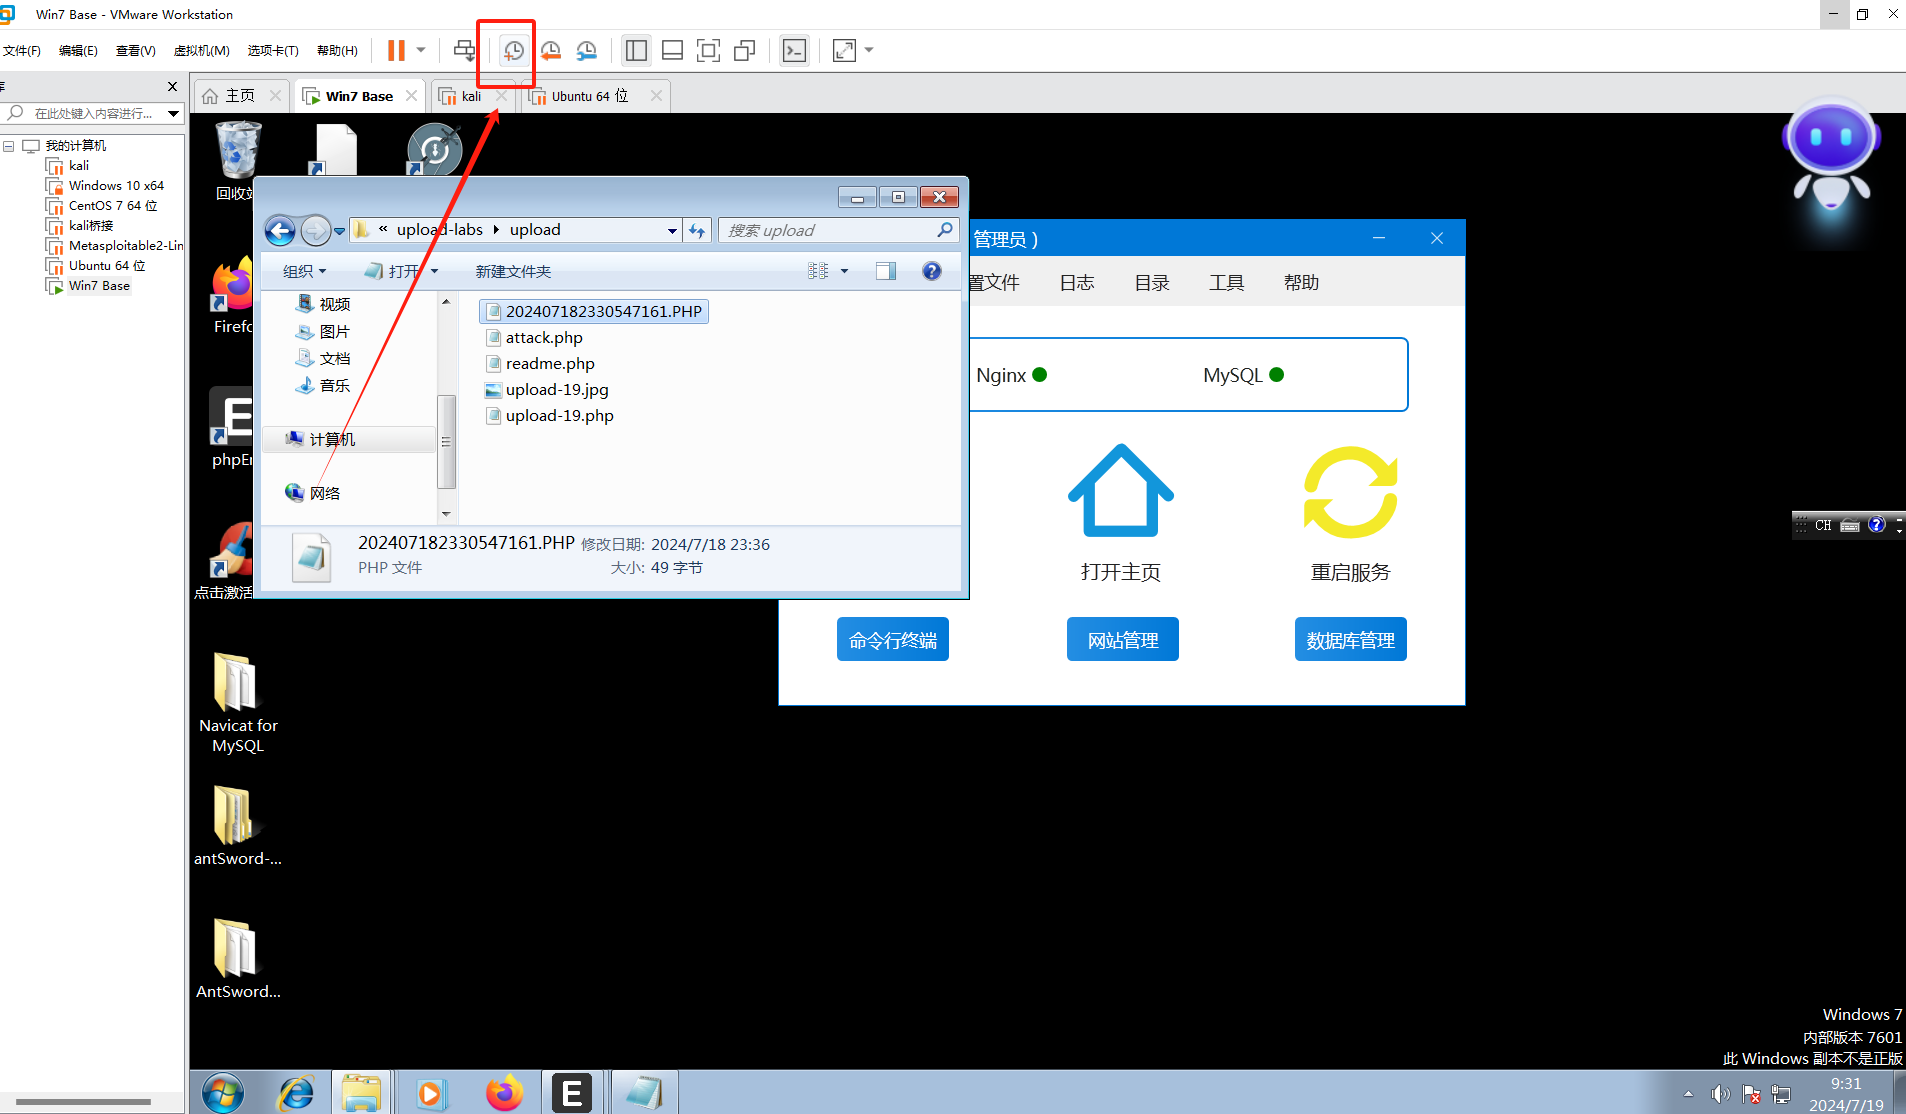 Win7 Base - VMware Workstation
文件(F) 编辑(E) 查看(V) 虚拟机(M) 选项卡(T) 帮助(H)
主页 Win7 Base kali Ubuntu 64 位
在此处键入内容进行...
我的计算机
kali
Windows 10 x64
CentOS 7 64 位
kali桥接
Metasploitable2-Lin
Ubuntu 64 位
Win7 Base
回收站
Firefo
phpEn
点击激活
Navicat for
MySQL
antSword-...
AntSword...
« upload-labs upload
搜索 upload
组织 打开 新建文件夹
视频
图片
文档
音乐
计算机
网络
202407182330547161.PHP
attack.php
readme.php
upload-19.jpg
upload-19.php
202407182330547161.PHP 修改日期: 2024/7/18 23:36
PHP 文件 大小: 49 字节
管理员 )
置文件 日志 目录 工具 帮助
Nginx MySQL
打开主页 重启服务
命令行终端 网站管理 数据库管理
CH
Windows 7
内部版本 7601
此 Windows 副本不是正版
E
9:31
2024/7/19